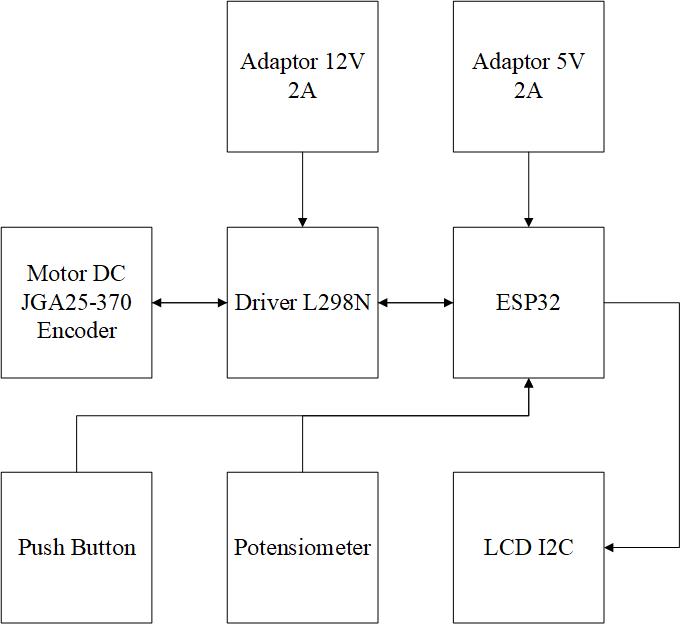 Adaptor 12V
2A
Adaptor 5V
2A
Motor DC
JGA25-370
Encoder
Driver L298N
ESP32
Push Button
Potensiometer
LCD I2C